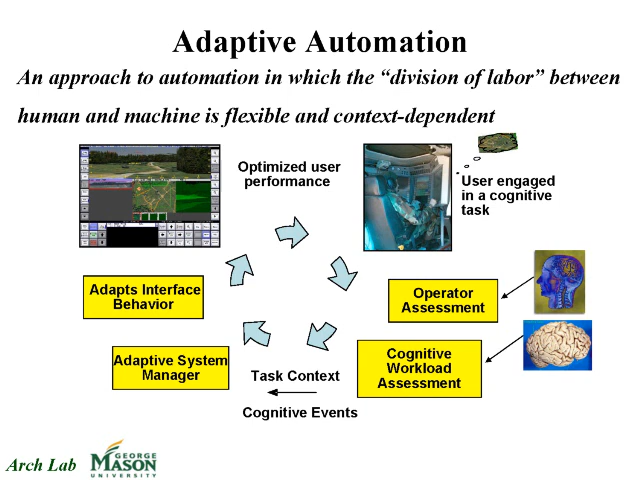 Adaptive Automation
An approach to automation in which the “division of labor” between
human and machine is flexible and context-dependent
Optimized user
performance
User engaged
in a cognitive
task
Adapts Interface
Behavior
Operator
Assessment
Adaptive System
Manager
Cognitive
Workload
Assessment
Task Context
Cognitive Events
Arch Lab
GEORGE
MASON
UNIVERSITY